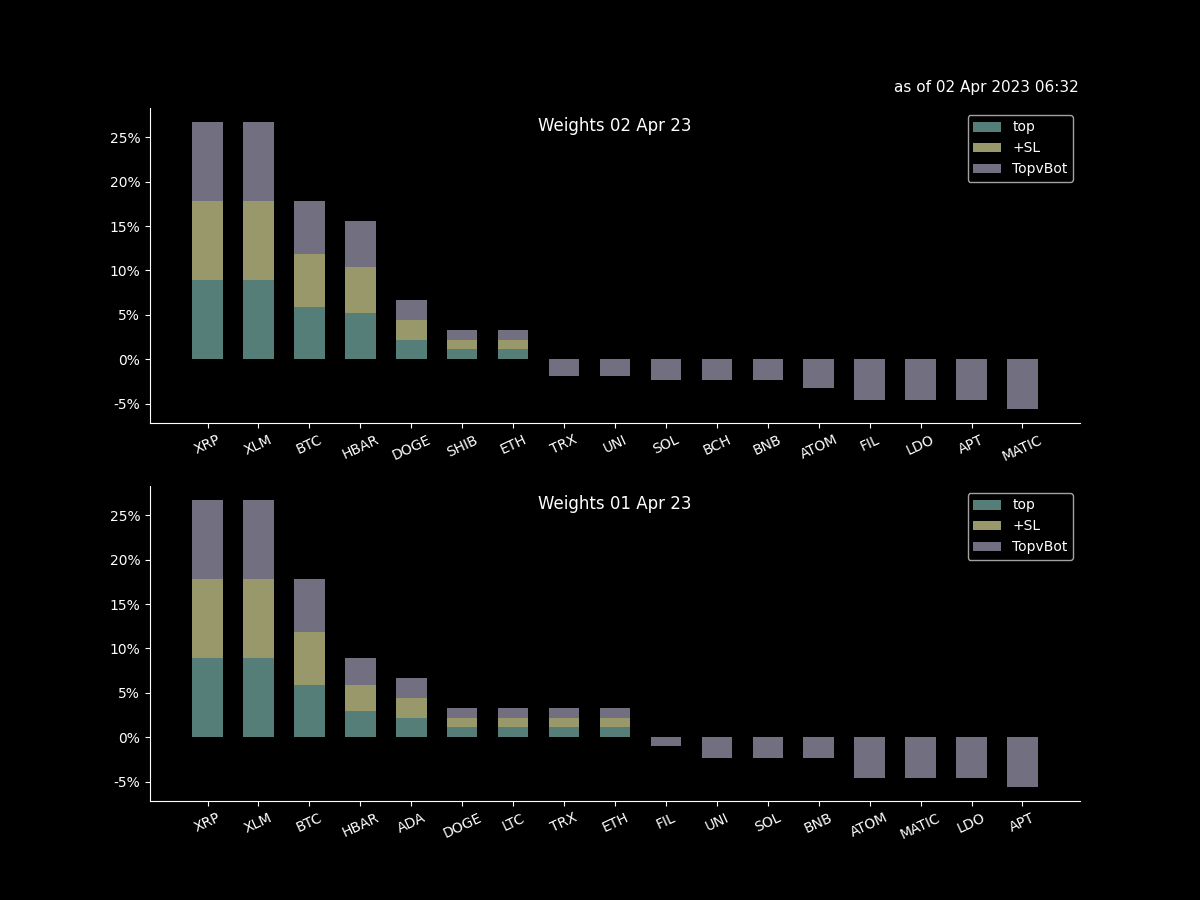 as of 02 Apr 2023 06:32
Weights 02 Apr 23
top
+SL
TopvBot
25%
20%
15%
10%
5%
0%
-5%
XRP XLM BTC HBAR DOGE SHIB ETH TRX UNI SOL BCH BNB ATOM FIL LDO APT MATIC
Weights 01 Apr 23
top
+SL
TopvBot
25%
20%
15%
10%
5%
0%
-5%
XRP XLM BTC HBAR ADA DOGE LTC TRX ETH FIL UNI SOL BNB ATOM MATIC LDO APT